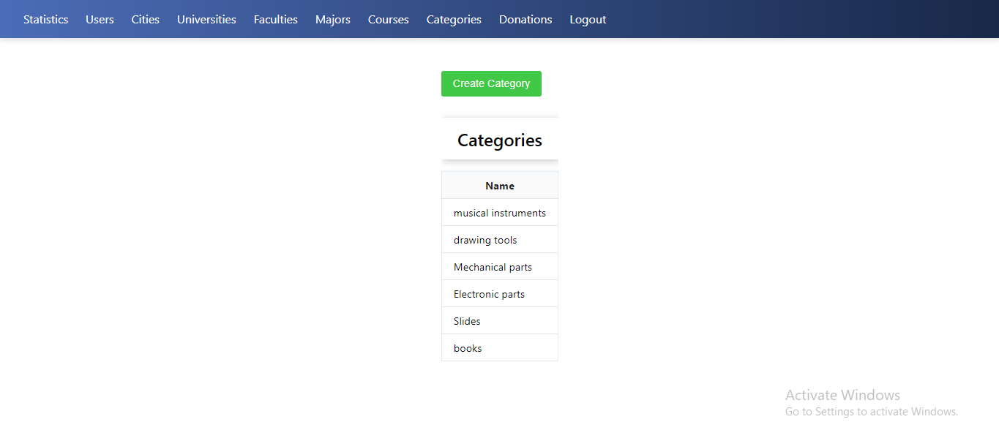 Statistics Users Cities Universities Faculties Majors Courses Categories Donations Logout
Create Category
Categories
Name
musical instruments
drawing tools
Mechanical parts
Electronic parts
Slides
books
Activate Windows
Go to Settings to activate Windows.